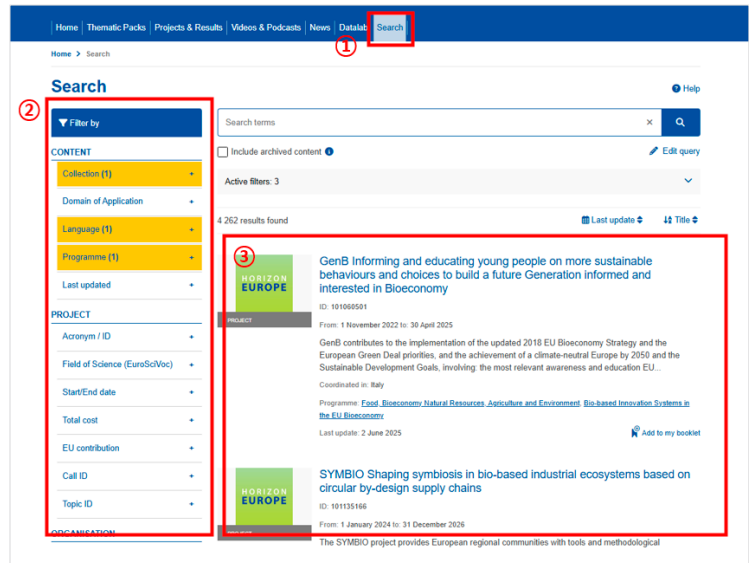 Home | Thematic Packs | Projects & Results | Videos & Podcasts | News | Datalab | Search
①
Home > Search
Search
Help
②
Filter by
Search terms ×
CONTENT
Include archived content
Edit query
Collection (1) +
Active filters: 3
Domain of Application +
Language (1) +
4 262 results found
Last update
Title
Programme (1) +
Last updated +
PROJECT
Acronym / ID +
Field of Science (EuroSciVoc) +
Start/End date +
Total cost +
EU contribution +
Call ID +
Topic ID +
ORGANISATION
③
HORIZON
EUROPE
PROJECT
GenB Informing and educating young people on more sustainable
behaviours and choices to build a future Generation informed and
interested in Bioeconomy
ID: 101060501
From: 1 November 2022 to: 30 April 2025
GenB contributes to the implementation of the updated 2018 EU Bioeconomy Strategy and the
European Green Deal priorities, and the achievement of a climate-neutral Europe by 2050 and the
Sustainable Development Goals, involving: the most relevant awareness and education EU...
Coordinated in: Italy
Programme: Food, Bioeconomy Natural Resources, Agriculture and Environment, Bio-based Innovation Systems in
the EU Bioeconomy
Last update: 2 June 2025
Add to my booklet
HORIZON
EUROPE
PROJECT
SYMBIO Shaping symbiosis in bio-based industrial ecosystems based on
circular by-design supply chains
ID: 101135166
From: 1 January 2024 to: 31 December 2026
The SYMBIO project provides European regional communities with tools and methodological